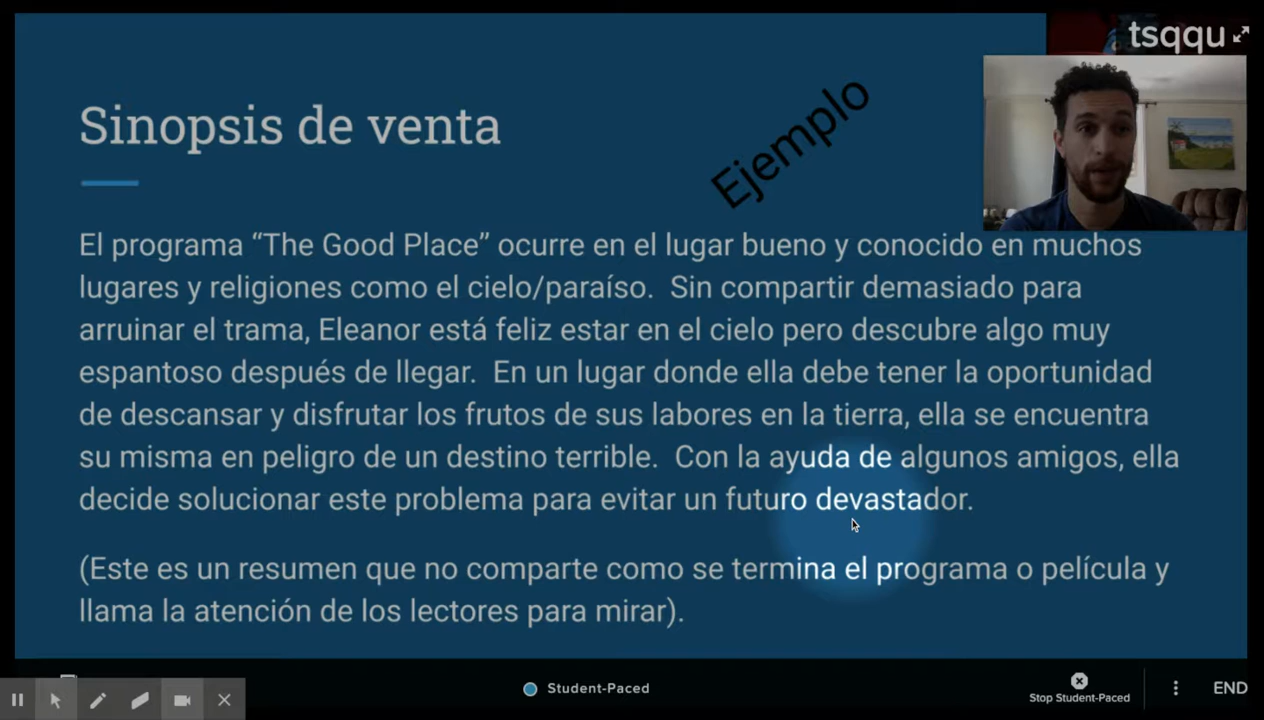 tsqqu
Sinopsis de venta
Ejemplo
El programa “The Good Place” ocurre en el lugar bueno y conocido en muchos
lugares y religiones como el cielo/paraíso.  Sin compartir demasiado para
arruinar el trama, Eleanor está feliz estar en el cielo pero descubre algo muy
espantoso después de llegar.  En un lugar donde ella debe tener la oportunidad
de descansar y disfrutar los frutos de sus labores en la tierra, ella se encuentra
su misma en peligro de un destino terrible.  Con la ayuda de algunos amigos, ella
decide solucionar este problema para evitar un futuro devastador.
(Este es un resumen que no comparte como se termina el programa o película y
llama la atención de los lectores para mirar).
Student-Paced
Stop Student-Paced
END